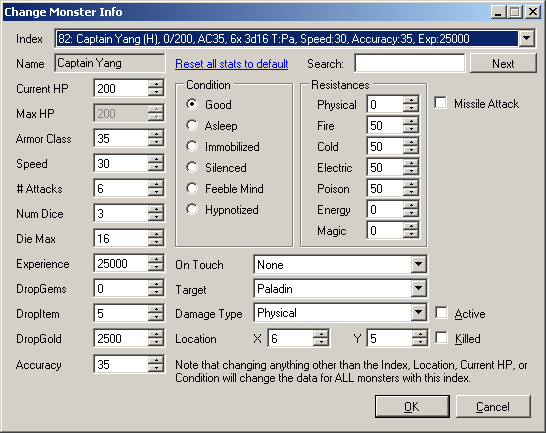 Change Monster Info
Index 82: Captain Yang (H), 0/200, AC35, 6x 3d16 T:Pa, Speed:30, Accuracy:35, Exp:25000
Name Captain Yang Reset all stats to default Search: Next
Current HP 200
Max HP 200
Armor Class 35
Speed 30
# Attacks 6
Num Dice 3
Die Max 16
Experience 25000
DropGems 0
DropItem 5
DropGold 2500
Accuracy 35
Condition
Good
Asleep
Immobilized
Silenced
Feeble Mind
Hypnotized
Resistances
Physical 0
Fire 50
Cold 50
Electric 50
Poison 50
Energy 0
Magic 0
Missile Attack
On Touch None
Target Paladin
Damage Type Physical
Active
Location X 6 Y 5
Killed
Note that changing anything other than the Index, Location, Current HP, or
Condition will change the data for ALL monsters with this index.
OK Cancel